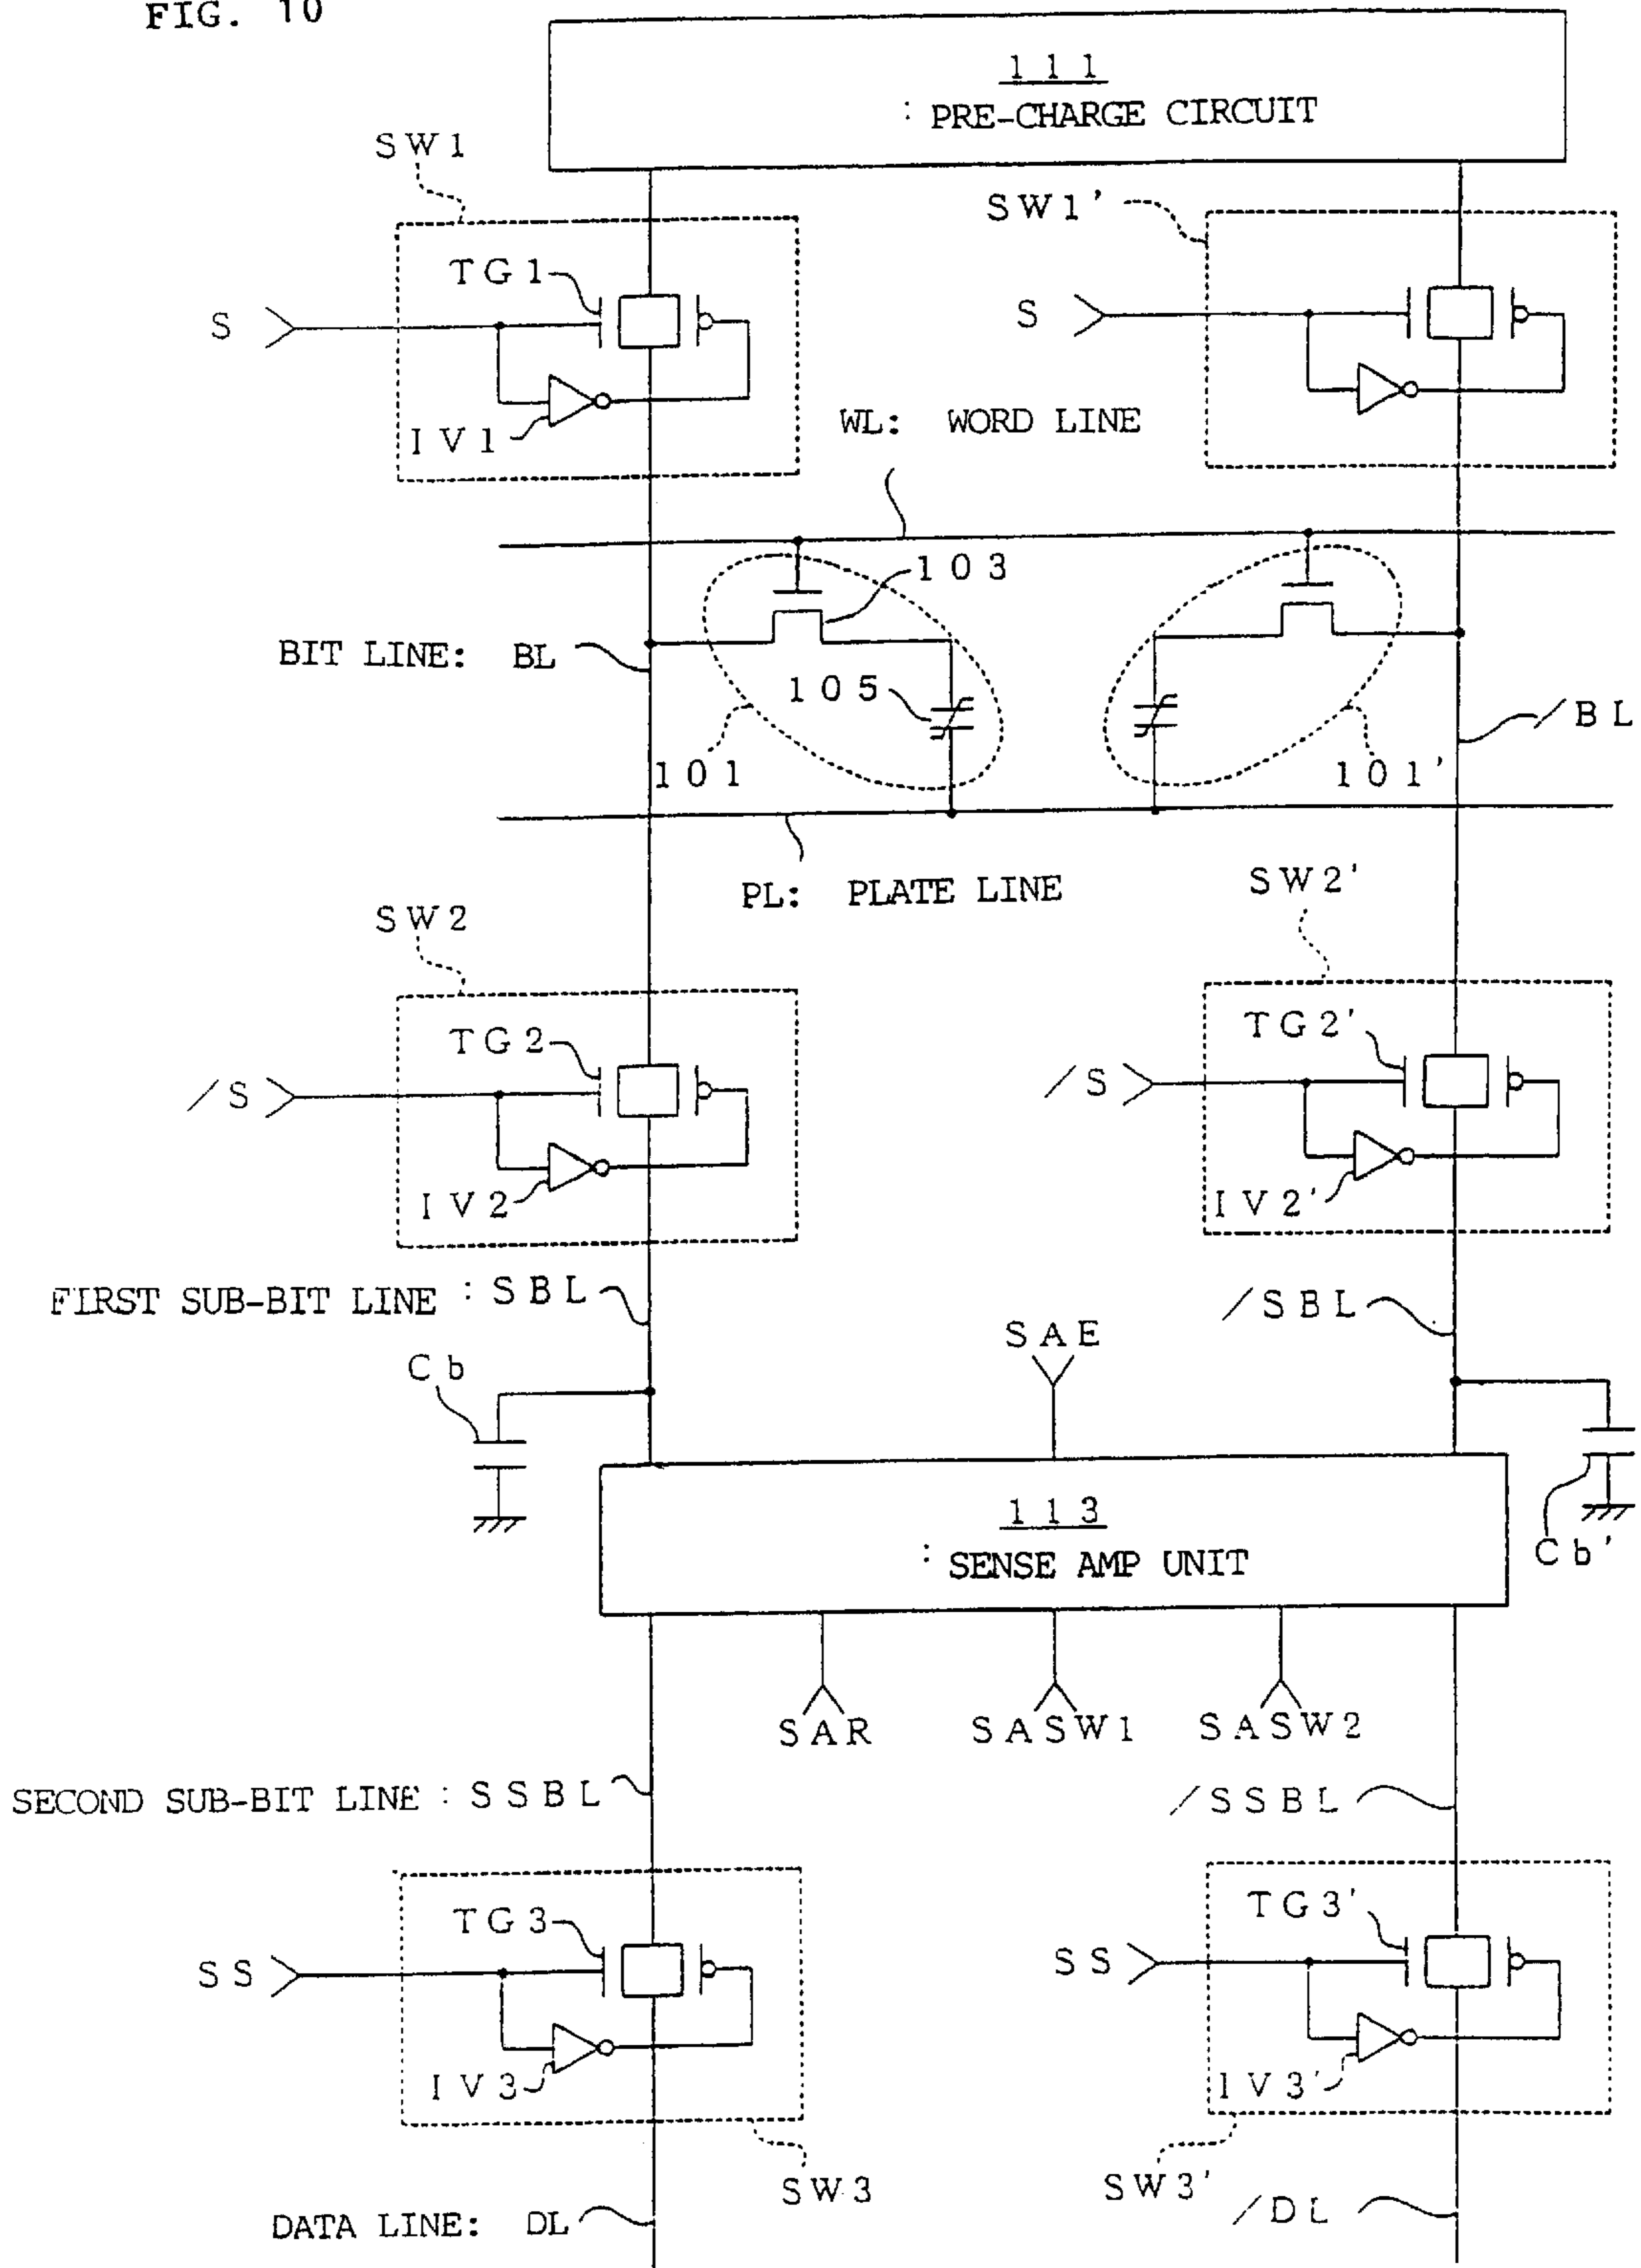 FIG. 10
111
: PRE-CHARGE CIRCUIT
SW1
SW1'
TG1
S
S
IV1
WL: WORD LINE
103
BIT LINE: BL
105
/BL
101
101'
PL: PLATE LINE
SW2
SW2'
TG2
TG2'
/S
/S
IV2
IV2'
FIRST SUB-BIT LINE : SBL
/SBL
SAE
Cb
113
: SENSE AMP UNIT
Cb'
SAR
SASW1
SASW2
SECOND SUB-BIT LINE : SSBL
/SSBL
TG3
TG3'
SS
SS
IV3
IV3'
SW3
SW3'
DATA LINE: DL
/DL